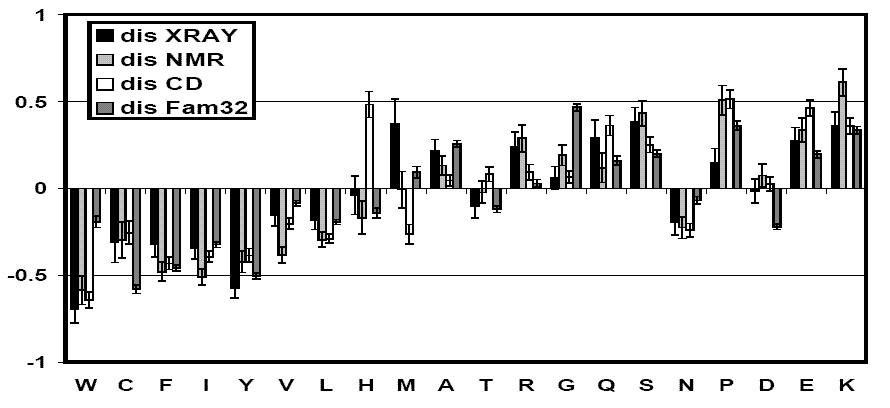 1
dis XRAY
dis NMR
dis CD
dis Fam32
0.5
0
-0.5
-1
W C F I Y V L H M A T R G Q S N P D E K